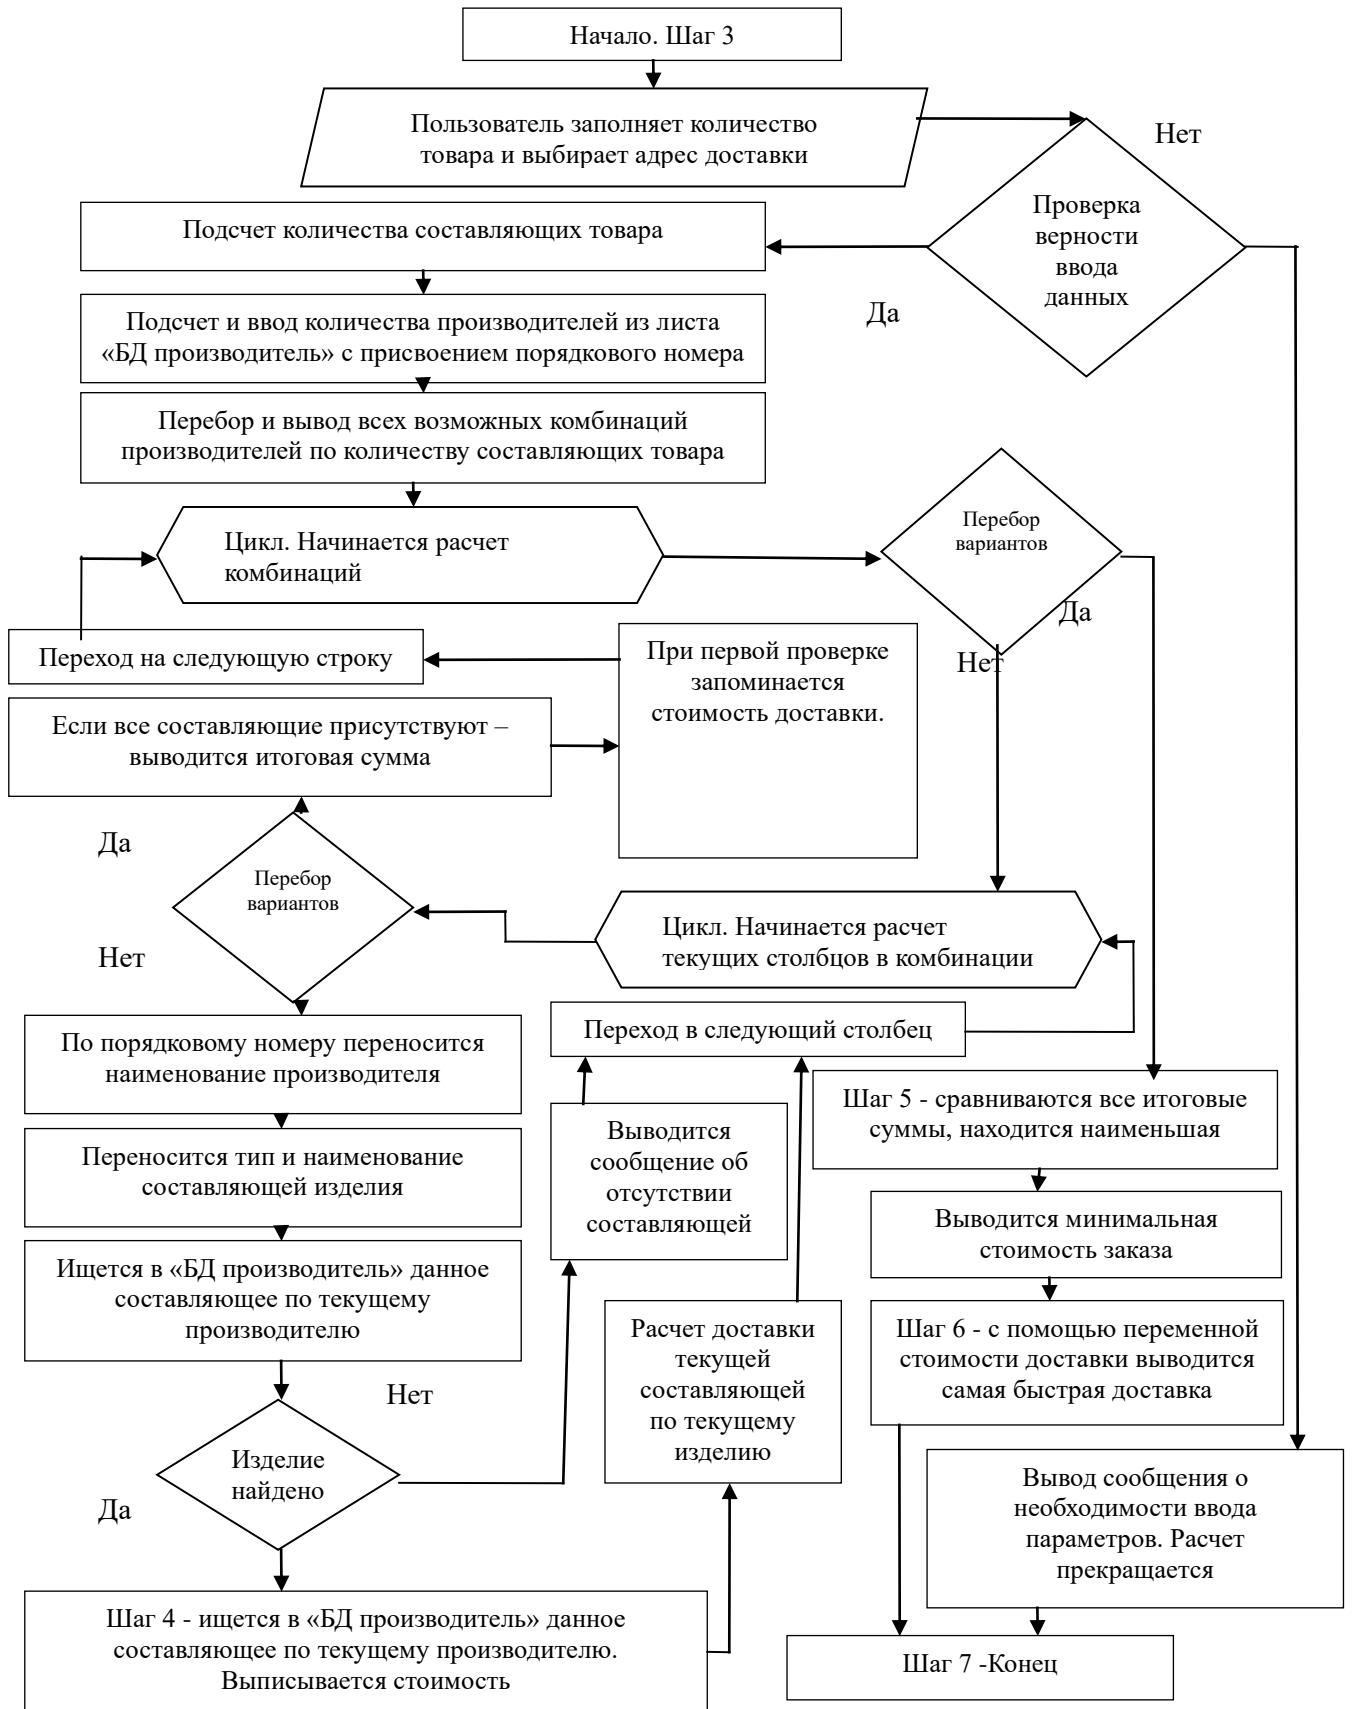 Начало. Шаг 3
Пользователь заполняет количество
товара и выбирает адрес доставки
Нет
Проверка
верности
ввода
данных
Да
Подсчет количества составляющих товара
Подсчет и ввод количества производителей из листа
«БД производитель» с присвоением порядкового номера
Перебор и вывод всех возможных комбинаций
производителей по количеству составляющих товара
Цикл. Начинается расчет
комбинаций
Перебор
вариантов
Да
Нет
Переход на следующую строку
При первой проверке
запоминается
стоимость доставки.
Если все составляющие присутствуют –
выводится итоговая сумма
Да
Перебор
вариантов
Нет
Цикл. Начинается расчет
текущих столбцов в комбинации
Переход в следующий столбец
По порядковому номеру переносится
наименование производителя
Переносится тип и наименование
составляющей изделия
Ищется в «БД производитель» данное
составляющее по текущему
производителю
Выводится
сообщение об
отсутствии
составляющей
Шаг 5 - сравниваются все итоговые
суммы, находится наименьшая
Выводится минимальная
стоимость заказа
Шаг 6 - с помощью переменной
стоимости доставки выводится
самая быстрая доставка
Расчет доставки
текущей
составляющей
по текущему
изделию
Нет
Изделие
найдено
Да
Вывод сообщения о
необходимости ввода
параметров. Расчет
прекращается
Шаг 4 - ищется в «БД производитель» данное
составляющее по текущему производителю.
Выписывается стоимость
Шаг 7 -Конец